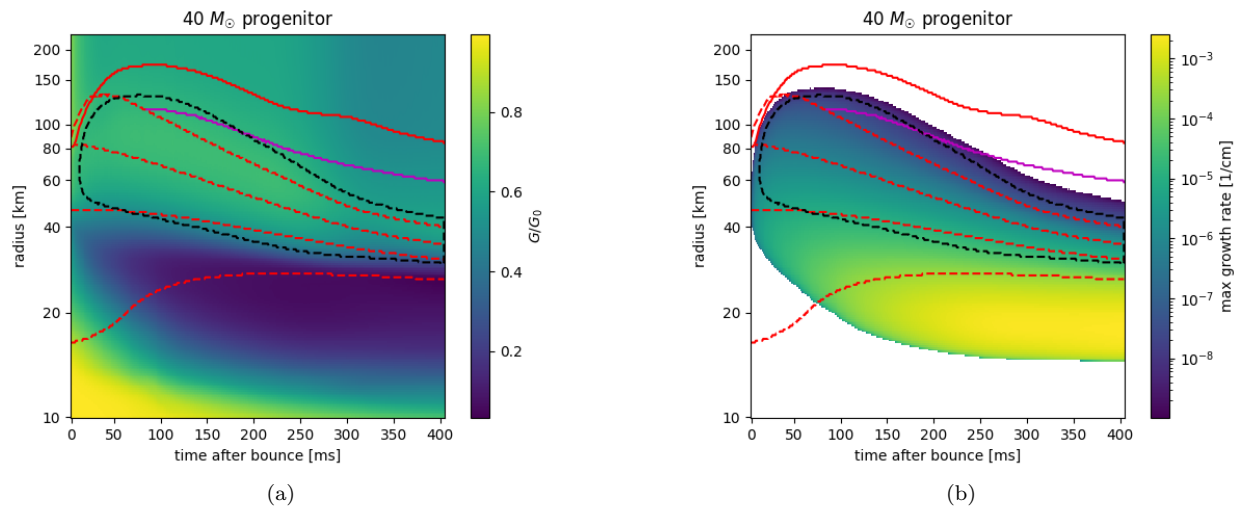 40 M⊙ progenitor
200
150
100
80
60
40
20
10
radius [km]
0 50 100 150 200 250 300 350 400
time after bounce [ms]
0.8
0.6
0.4
0.2
G/G₀
(a)
40 M⊙ progenitor
200
150
100
80
60
40
20
10
radius [km]
0 50 100 150 200 250 300 350 400
time after bounce [ms]
10⁻³
10⁻⁴
10⁻⁵
10⁻⁶
10⁻⁷
10⁻⁸
max growth rate [1/cm]
(b)